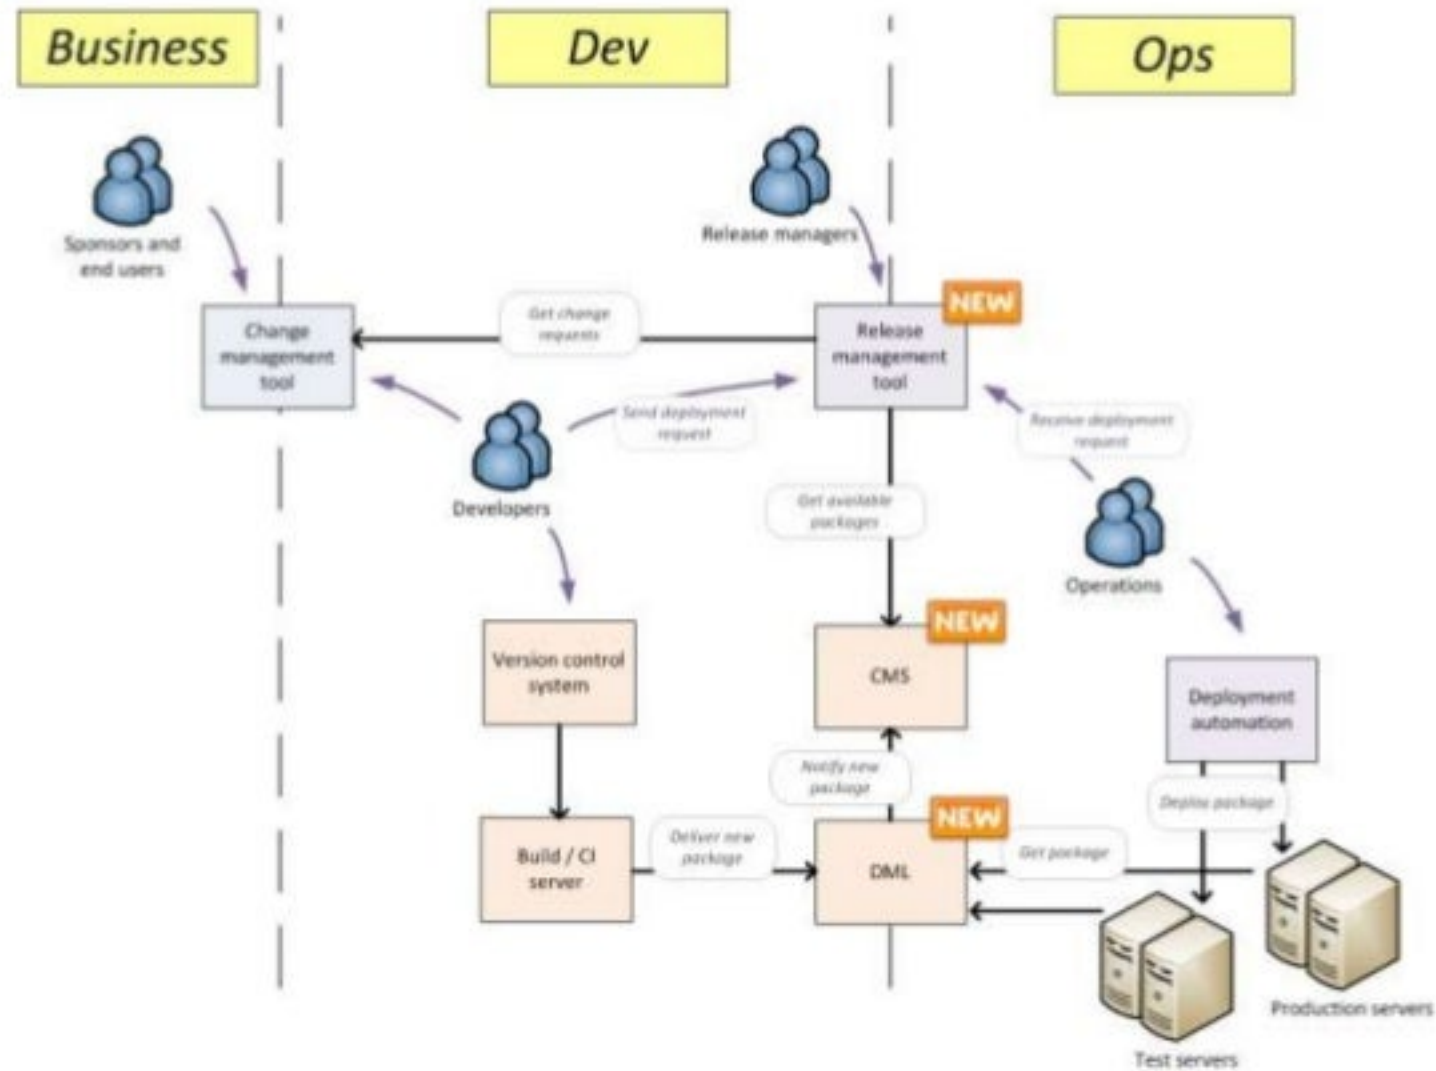 Business
Dev
Ops
Sponsors and
end users
Release managers
NEW
Change
management
tool
Get change
requests
Release
management
tool
Send deployment
request
Receive deployment
request
Developers
Get available
packages
Operations
NEW
Version control
system
CMS
Deployment
automation
Notify new
package
Deploy package
NEW
Build / CI
server
Deliver new
package
DML
Get package
Production servers
Test servers